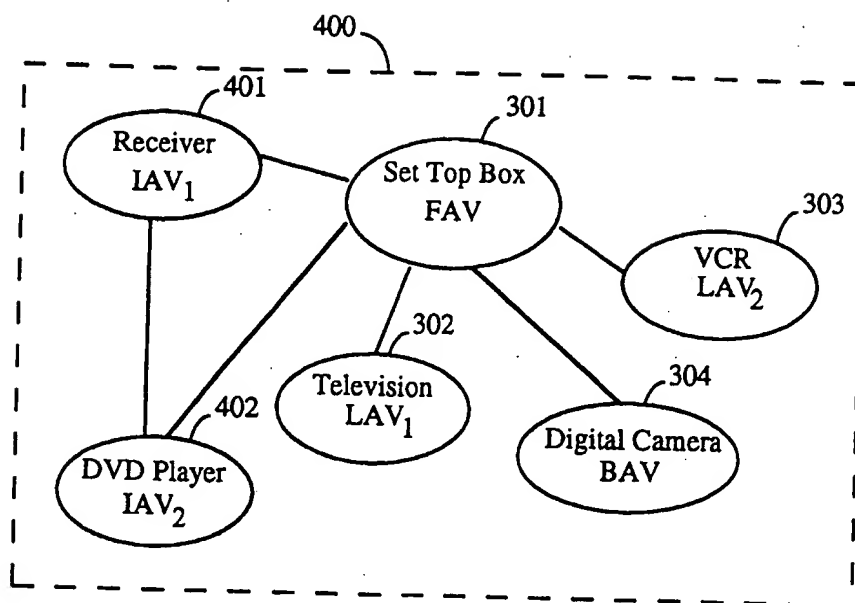 400
401
Receiver
IAV1
301
Set Top Box
FAV
303
VCR
LAV2
302
Television
LAV1
304
Digital Camera
BAV
402
DVD Player
IAV2